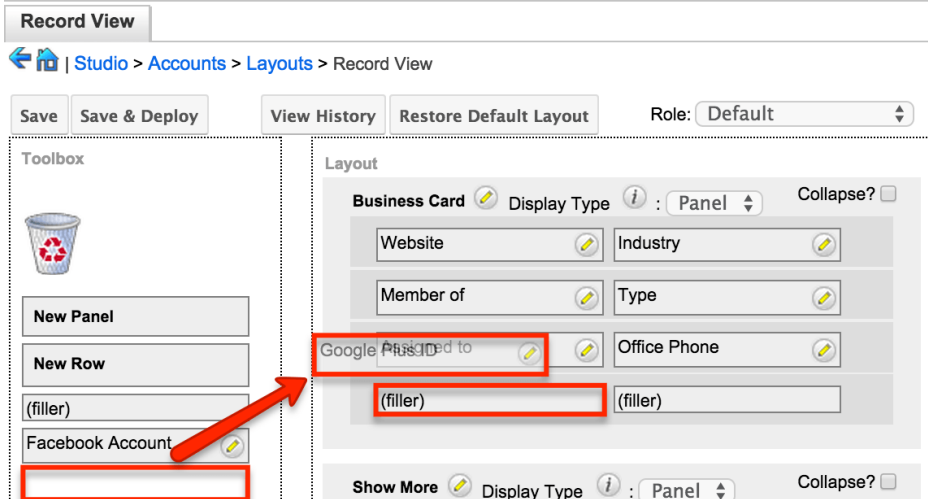 Record View
| Studio > Accounts > Layouts > Record View
Save Save & Deploy View History Restore Default Layout Role: Default
Toolbox
Layout
Business Card Display Type i : Panel Collapse?
Website Industry
Member of Type
New Panel
Google Plus ID Assigned to Office Phone
New Row
(filler) (filler)
(filler)
Facebook Account
Show More Display Type i : Panel Collapse?